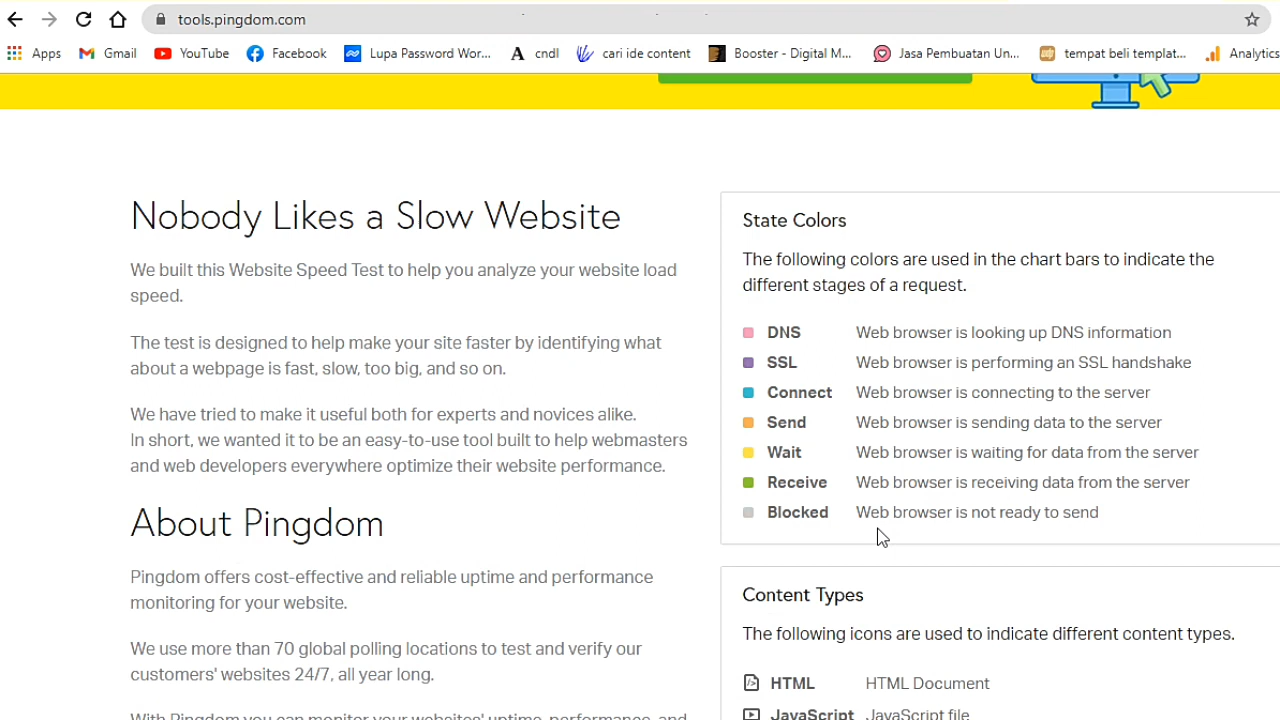 tools.pingdom.com
Apps Gmail YouTube Facebook Lupa Password Wor... cndl cari ide content Booster - Digital M... Jasa Pembuatan Un... tempat beli templat... Analytics
Nobody Likes a Slow Website
We built this Website Speed Test to help you analyze your website load
speed.
The test is designed to help make your site faster by identifying what
about a webpage is fast, slow, too big, and so on.
We have tried to make it useful both for experts and novices alike.
In short, we wanted it to be an easy-to-use tool built to help webmasters
and web developers everywhere optimize their website performance.
About Pingdom
Pingdom offers cost-effective and reliable uptime and performance
monitoring for your website.
We use more than 70 global polling locations to test and verify our
customers' websites 24/7, all year long.
With Pingdom you can monitor your websites' uptime, performance, and
State Colors
The following colors are used in the chart bars to indicate the
different stages of a request.
DNS Web browser is looking up DNS information
SSL Web browser is performing an SSL handshake
Connect Web browser is connecting to the server
Send Web browser is sending data to the server
Wait Web browser is waiting for data from the server
Receive Web browser is receiving data from the server
Blocked Web browser is not ready to send
Content Types
The following icons are used to indicate different content types.
HTML HTML Document
JavaScript JavaScript file